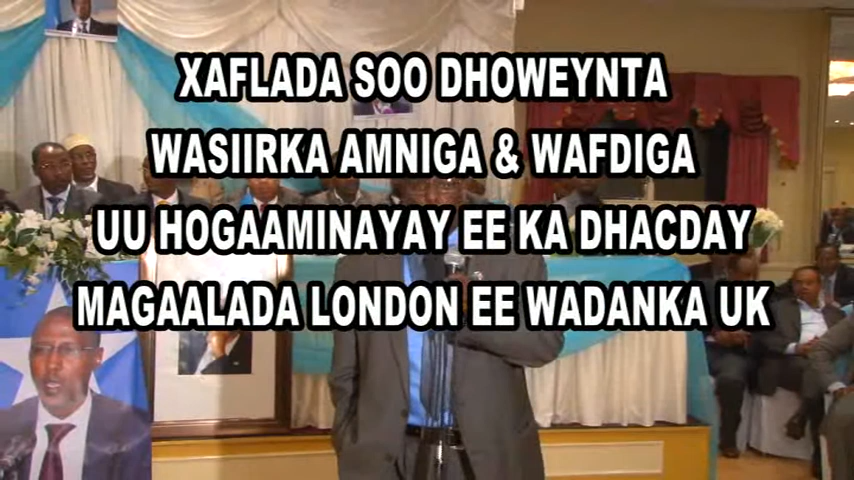 XAFLADA SOO DHOWEYNTA
WASIIRKA AMNIGA & WAFDIGA
UU HOGAAMINAYAY EE KA DHACDAY
MAGAALADA LONDON EE WADANKA UK